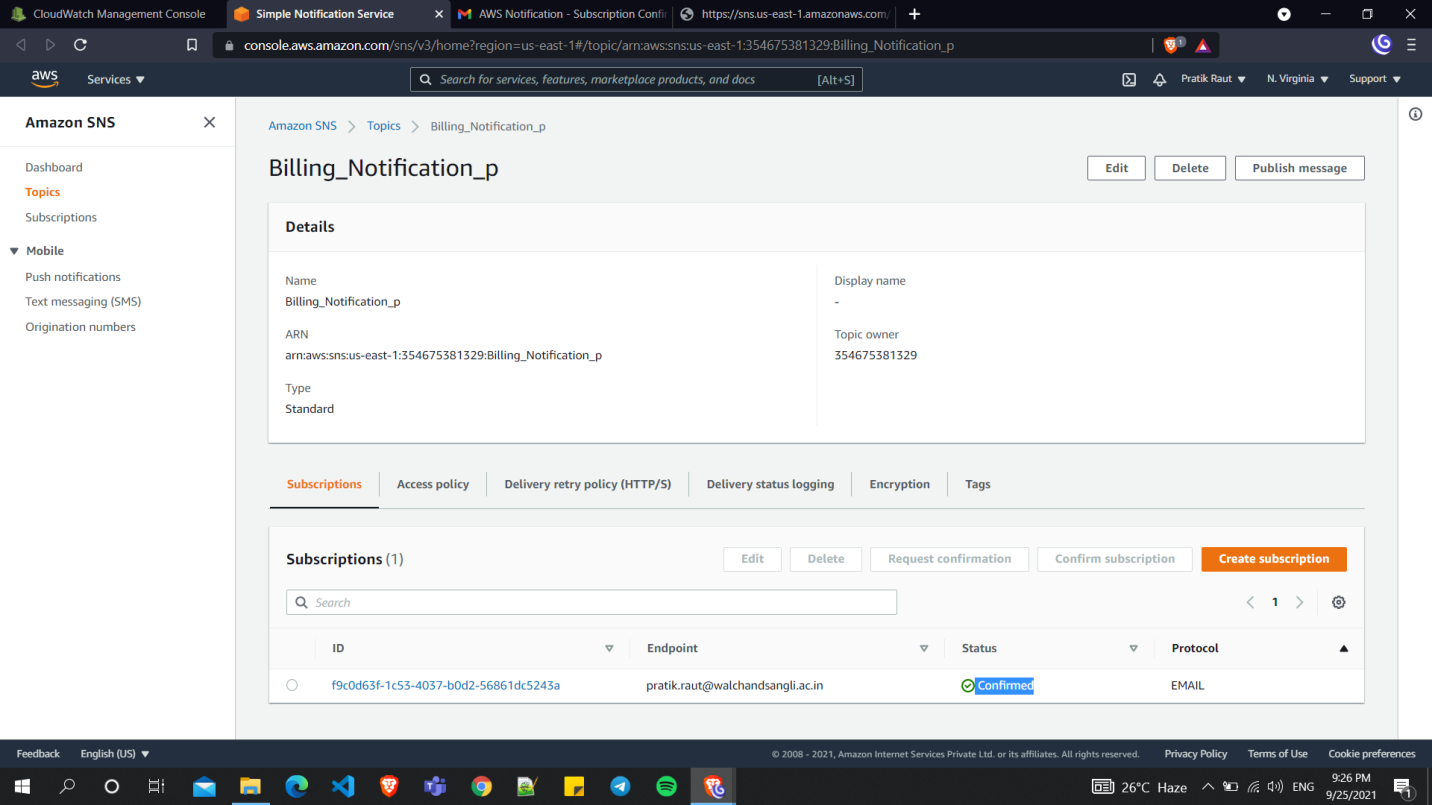 CloudWatch Management Console
Simple Notification Service
AWS Notification - Subscription Confir
https://sns.us-east-1.amazonaws.com/
console.aws.amazon.com/sns/v3/home?region=us-east-1#/topic/arn:aws:sns:us-east-1:354675381329:Billing_Notification_p
1
aws
Services
Search for services, features, marketplace products, and docs [Alt+S]
Pratik Raut
N. Virginia
Support
Amazon SNS
Dashboard
Topics
Subscriptions
Mobile
Push notifications
Text messaging (SMS)
Origination numbers
Amazon SNS
Topics
Billing_Notification_p
Billing_Notification_p
Edit
Delete
Publish message
Details
Name
Billing_Notification_p
ARN
arn:aws:sns:us-east-1:354675381329:Billing_Notification_p
Type
Standard
Display name
-
Topic owner
354675381329
Subscriptions
Access policy
Delivery retry policy (HTTP/S)
Delivery status logging
Encryption
Tags
Subscriptions (1)
Edit
Delete
Request confirmation
Confirm subscription
Create subscription
Search
1
ID
Endpoint
Status
Protocol
f9c0d63f-1c53-4037-b0d2-56861dc5243a
pratik.raut@walchandsangli.ac.in
Confirmed
EMAIL
Feedback
English (US)
© 2008 - 2021, Amazon Internet Services Private Ltd. or its affiliates. All rights reserved.
Privacy Policy
Terms of Use
Cookie preferences
26°C Haze
ENG
9:26 PM
9/25/2021
1